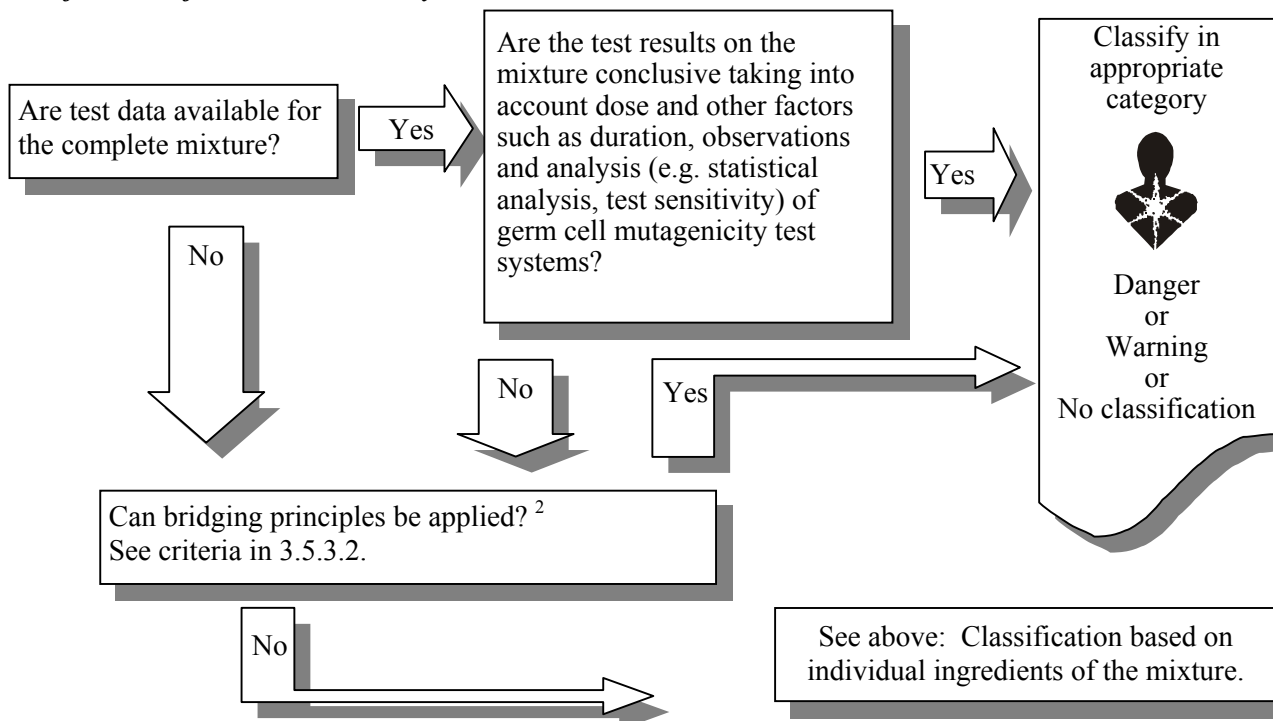 Are test data available for
the complete mixture?
Yes
Are the test results on the
mixture conclusive taking into
account dose and other factors
such as duration, observations
and analysis (e.g. statistical
analysis, test sensitivity) of
germ cell mutagenicity test
systems?
Yes
Classify in
appropriate
category
Danger
or
Warning
or
No classification
No
No
Yes
Can bridging principles be applied? 2
See criteria in 3.5.3.2.
No
See above: Classification based on
individual ingredients of the mixture.